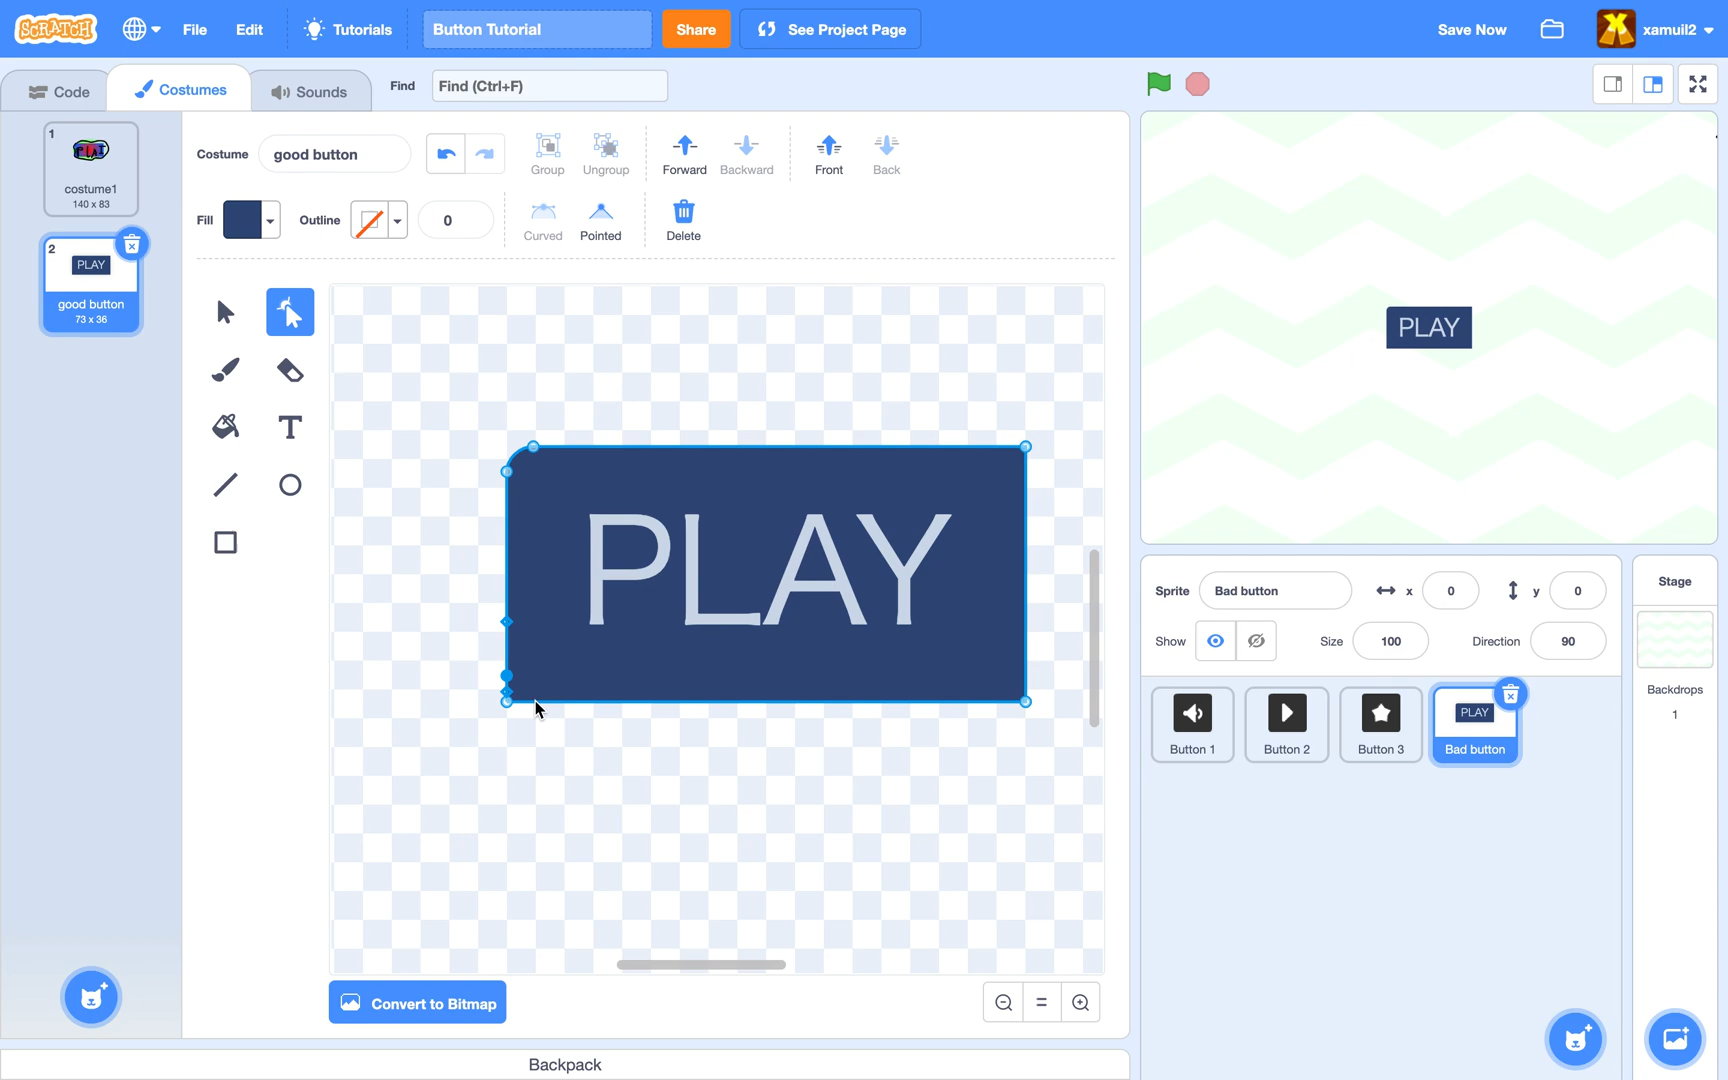 SCRATCH File Edit Tutorials Button Tutorial Share See Project Page Save Now xamuil2
Code Costumes Sounds Find Find (Ctrl+F)
1
PLAY
costume1
140 x 83
2
PLAY
good button
73 x 36
Costume good button Group Ungroup Forward Backward Front Back
Fill Outline 0 Curved Pointed Delete
T
PLAY
Convert to Bitmap
Backpack
PLAY
Sprite Bad button x 0 y 0
Show Size 100 Direction 90
Button 1 Button 2 Button 3
PLAY
Bad button
Stage
Backdrops
1